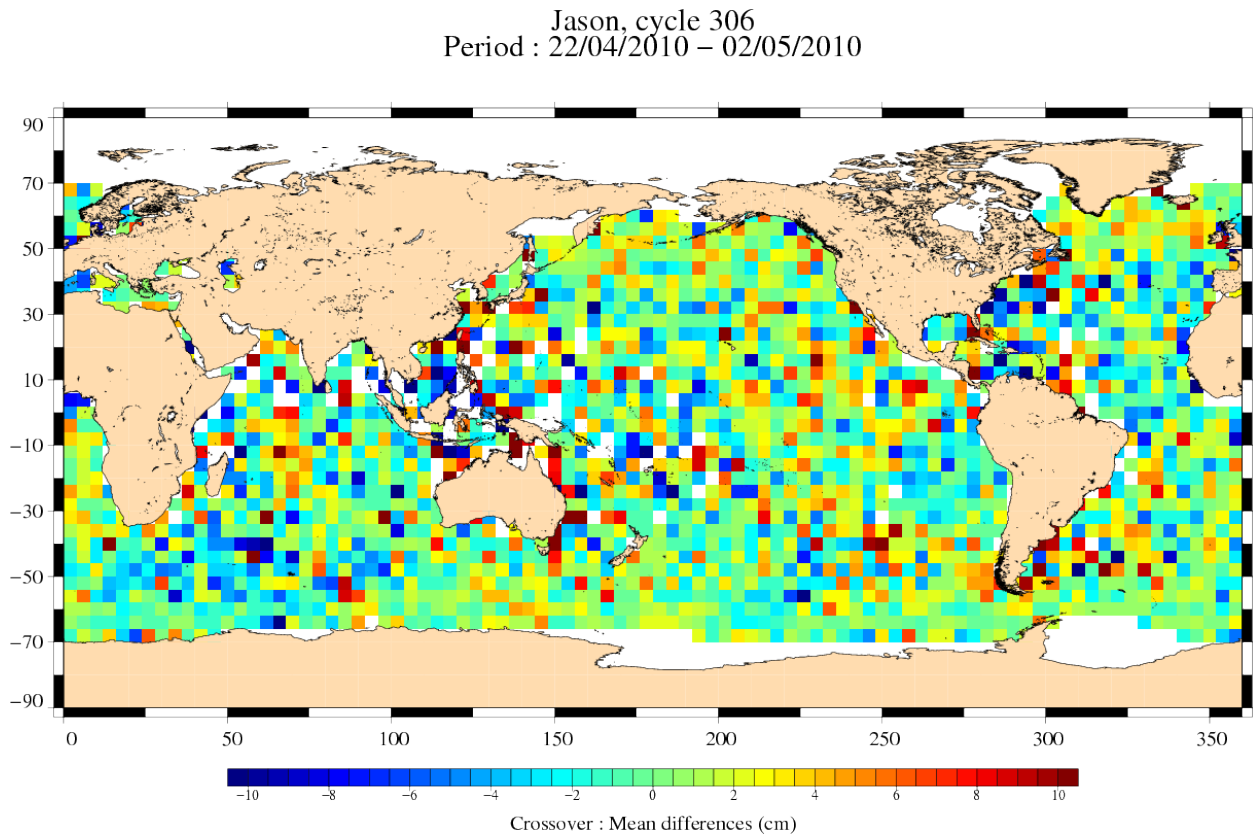 Jason, cycle 306
Period : 22/04/2010 − 02/05/2010
90
70
50
30
10
−10
−30
−50
−70
−90
0 50 100 150 200 250 300 350
−10 −8 −6 −4 −2 0 2 4 6 8 10
Crossover : Mean differences (cm)